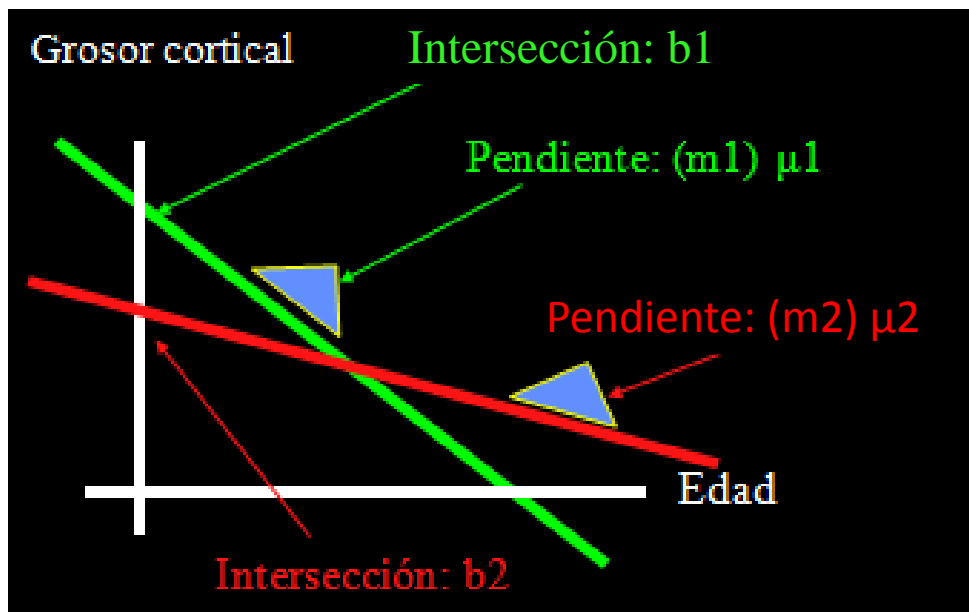 Grosor cortical
Intersección: b1
Pendiente: (m1) μ1
Pendiente: (m2) μ2
Edad
Intersección: b2